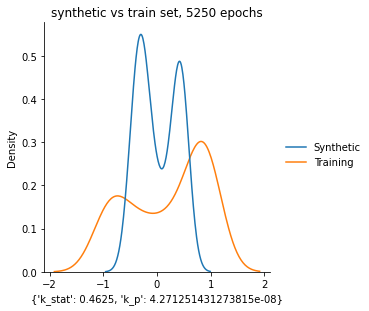 synthetic vs train set, 5250 epochs
Density
0.5
0.4
0.3
0.2
0.1
0.0
−2
−1
0
1
2
Synthetic
Training
{'k_stat': 0.4625, 'k_p': 4.271251431273815e-08}